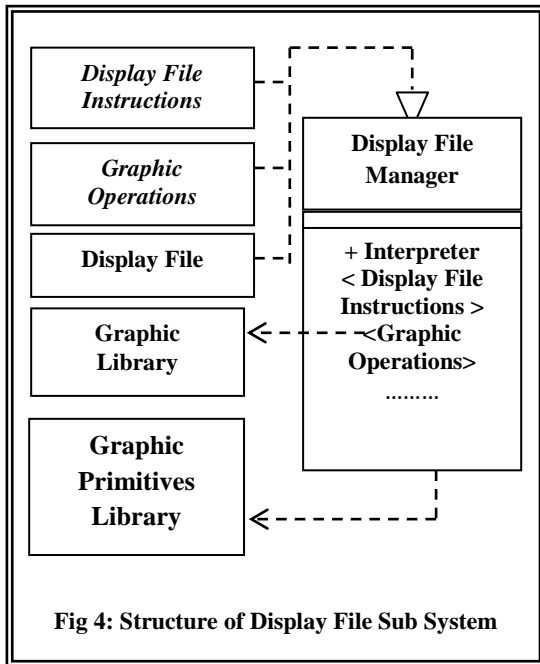 Display File
Instructions
Graphic
Operations
Display File
Graphic
Library
Graphic
Primitives
Library
Display File
Manager
+ Interpreter
< Display File
Instructions >
<Graphic
Operations>
………
Fig 4: Structure of Display File Sub System